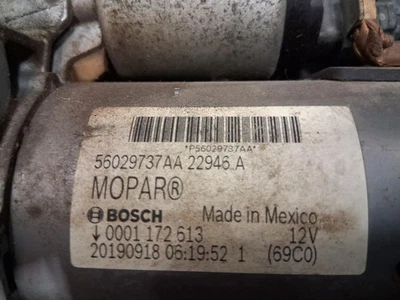 *P56029737AA*
56029737AA 22946 A
MOPAR®
BOSCH Made in Mexico
↓ 0001 172 613 12V
20190918 06:19:52 1 (69C0)